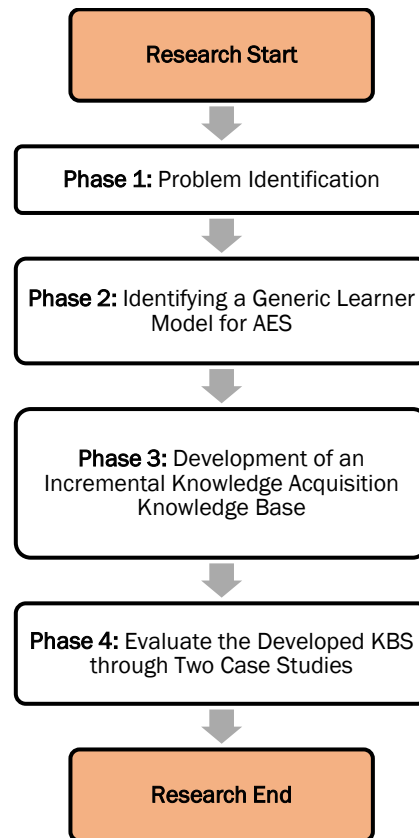 Research Start
Phase 1: Problem Identification
Phase 2: Identifying a Generic Learner
Model for AES
Phase 3: Development of an
Incremental Knowledge Acquisition
Knowledge Base
Phase 4: Evaluate the Developed KBS
through Two Case Studies
Research End